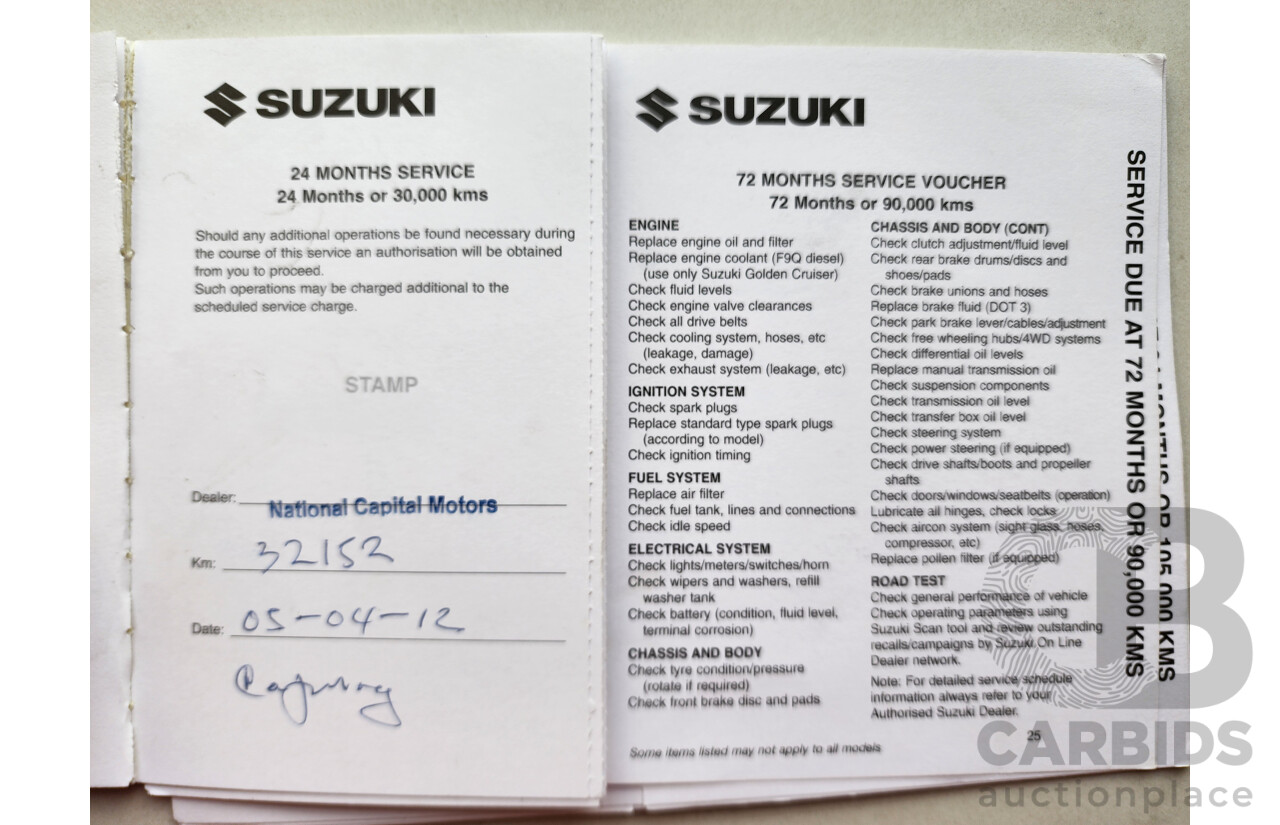 SUZUKI
24 MONTHS SERVICE
24 Months or 30,000 kms
Should any additional operations be found necessary during
the course of this service an authorisation will be obtained
from you to proceed.
Such operations may be charged additional to the
scheduled service charge.
STAMP
Dealer: National Capital Motors
Km: 32152
Date: 05-04-12
SUZUKI
72 MONTHS SERVICE VOUCHER
72 Months or 90,000 kms
ENGINE
Replace engine oil and filter
Replace engine coolant (F9Q diesel)
(use only Suzuki Golden Cruiser)
Check fluid levels
Check engine valve clearances
Check all drive belts
Check cooling system, hoses, etc
(leakage, damage)
Check exhaust system (leakage, etc)
IGNITION SYSTEM
Check spark plugs
Replace standard type spark plugs
(according to model)
Check ignition timing
FUEL SYSTEM
Replace air filter
Check fuel tank, lines and connections
Check idle speed
ELECTRICAL SYSTEM
Check lights/meters/switches/horn
Check wipers and washers, refill
washer tank
Check battery (condition, fluid level,
terminal corrosion)
CHASSIS AND BODY
Check tyre condition/pressure
(rotate if required)
Check front brake disc and pads
CHASSIS AND BODY (CONT)
Check clutch adjustment/fluid level
Check rear brake drums/discs and
shoes/pads
Check brake unions and hoses
Replace brake fluid (DOT 3)
Check park brake lever/cables/adjustment
Check free wheeling hubs/4WD systems
Check differential oil levels
Replace manual transmission oil
Check suspension components
Check transmission oil level
Check transfer box oil level
Check steering system
Check power steering (if equipped)
Check drive shafts/boots and propeller
shafts
Check doors/windows/seatbelts (operation)
Lubricate all hinges, check locks
Check aircon system (sight glass, hoses,
compressor, etc)
Replace pollen filter (if equipped)
ROAD TEST
Check general performance of vehicle
Check operating parameters using
Suzuki Scan tool and review outstanding
recalls/campaigns by Suzuki On Line
Dealer network.
Note: For detailed service schedule
information always refer to your
Authorised Suzuki Dealer.
25
Some items listed may not apply to all models
SERVICE DUE AT 72 MONTHS OR 90,000 KMS
MONTHS OR 105,000 KMS
CARBIDS
auctionplace